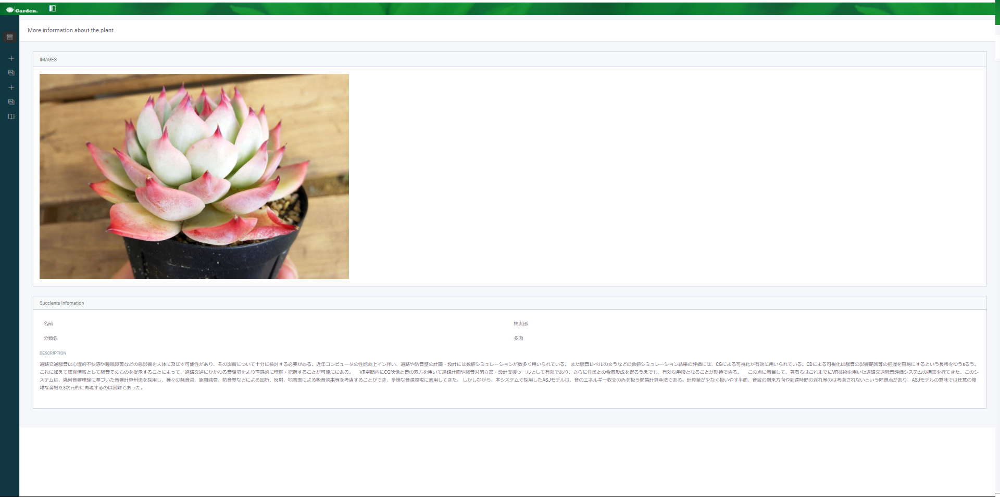 Garden.
More information about the plant
IMAGES
Succlents Infomation
名前 桃太郎
分類名 多肉
DESCRIPTION
道路交通騒音は心理的不快感や睡眠障害などの悪影響を人体に及ぼす可能性があり、その影響について十分に検討する必要がある。近年コンピュータの性能向上イン伴い、道路や防音壁の計画・設計には数値シミュレーションが数多く用いられている。 また騒音レベルの文うなどの数値シミュレーション結果の評価には、CGによる可視化が有効に用いられている。CDによる可視化は騒音の影響範囲等の把握を容易にするという長所をゆうsるう。
これに加えて聴覚情報として騒音そのものを提示することによって、道路交通にかかわる音環境をより直感的に理解・把握することが可能ににある。　VR空間内にCG映像と音の双方を用いて道路計画や騒音対策立案・設計支援ツールとして有効であり、さらに住民との合意形成を得るうえでも、有効な手段となることが期待できる。　この点に着目して、著者らはこれまでにVR技術を用いた道路交通騒音評価システムの構築を行てきた。このシ
ステムは、幾何音響理論に基づいた音響計算州法を採用し、種々の騒音減、距離減衰、防音壁などによる回析、反射、地表面による吸音効果等を考慮することができ、多様な音源際現に適用してきた。 しかしながら、本システムで採用したASJモデルは、音のエネルギー収支のみを扱う簡易計算手法である。計算量が少なく扱いやす半面、音波の到来方向や到達時間の遅れ等のは考慮されないという問題点があり、ASJモデルの意味では任意の複
雑な音場を3次元的に再現するのは困難であった。